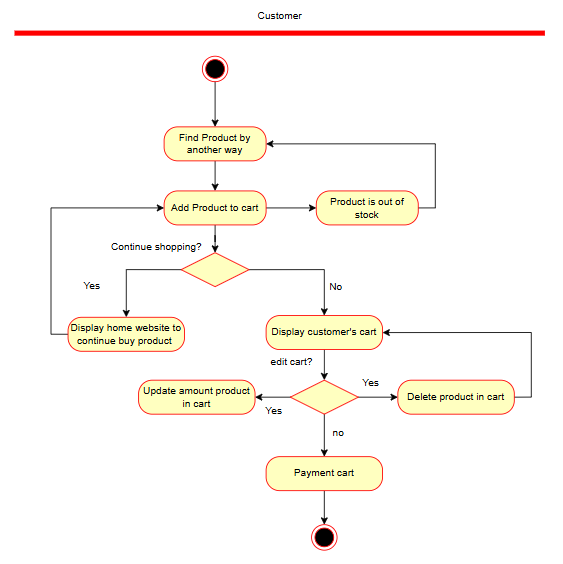 Customer
Find Product by
another way
Add Product to cart
Product is out of
stock
Continue shopping?
Yes
No
Display home website to
continue buy product
Display customer's cart
edit cart?
Update amount product
in cart
Yes
Yes
Delete product in cart
no
Payment cart